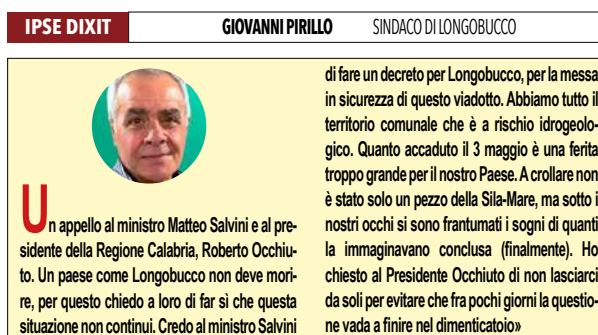 IPSE DIXIT GIOVANNI PIRILLO SINDACO DI LONGOBUCCO
Un appello al ministro Matteo Salvini e al pre-
sidente della Regione Calabria, Roberto Occhiu-
to. Un paese come Longobucco non deve mori-
re, per questo chiedo a loro di far sì che questa
situazione non continui. Credo al ministro Salvini
di fare un decreto per Longobucco, per la messa
in sicurezza di questo viadotto. Abbiamo tutto il
territorio comunale che è a rischio idrogeolo-
gico. Quanto accaduto il 3 maggio è una ferita
troppo grande per il nostro Paese. A crollare non
è stato solo un pezzo della Sila-Mare, ma sotto i
nostri occhi si sono frantumati i sogni di quanti
la immaginavano conclusa (finalmente). Ho
chiesto al Presidente Occhiuto di non lasciarci
da soli per evitare che fra pochi giorni la questio-
ne vada a finire nel dimenticatoio»